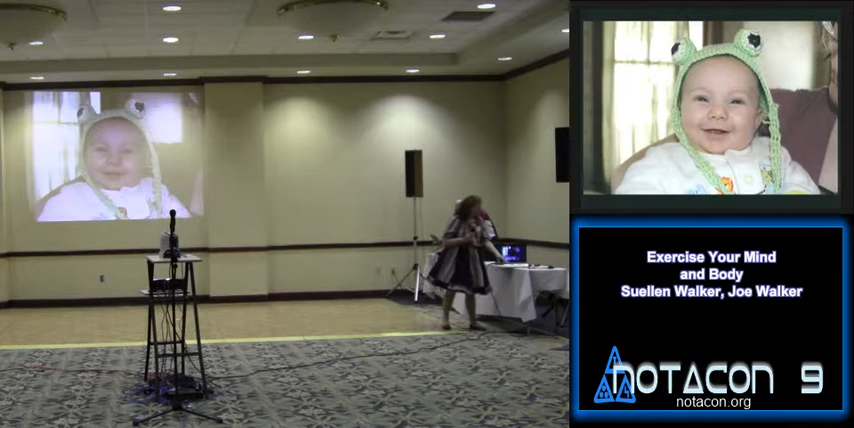 Exercise Your Mind
and Body
Suellen Walker, Joe Walker
NOTACON 9
notacon.org